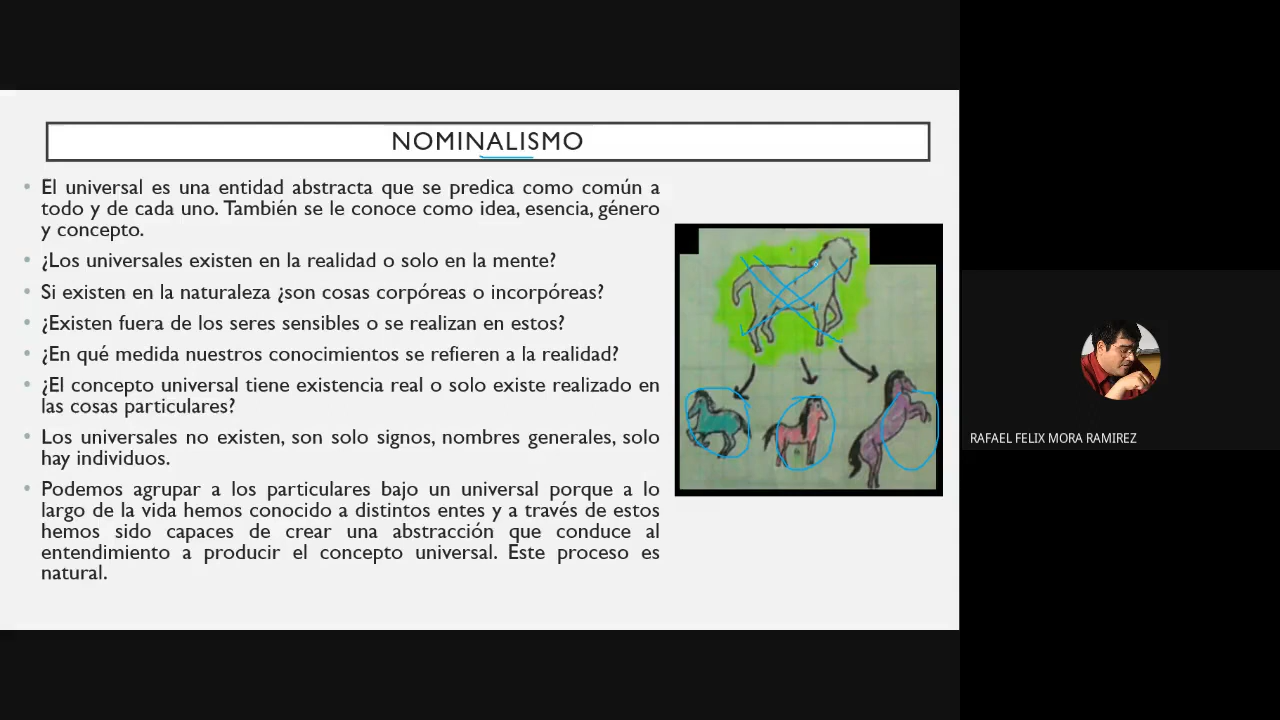 NOMINALISMO
El universal es una entidad abstracta que se predica como común a
todo y de cada uno. También se le conoce como idea, esencia, género
y concepto.
¿Los universales existen en la realidad o solo en la mente?
Si existen en la naturaleza ¿son cosas corpóreas o incorpóreas?
¿Existen fuera de los seres sensibles o se realizan en estos?
¿En qué medida nuestros conocimientos se refieren a la realidad?
¿El concepto universal tiene existencia real o solo existe realizado en
las cosas particulares?
Los universales no existen, son solo signos, nombres generales, solo
hay individuos.
Podemos agrupar a los particulares bajo un universal porque a lo
largo de la vida hemos conocido a distintos entes y a través de estos
hemos sido capaces de crear una abstracción que conduce al
entendimiento a producir el concepto universal. Este proceso es
natural.
RAFAEL FELIX MORA RAMIREZ